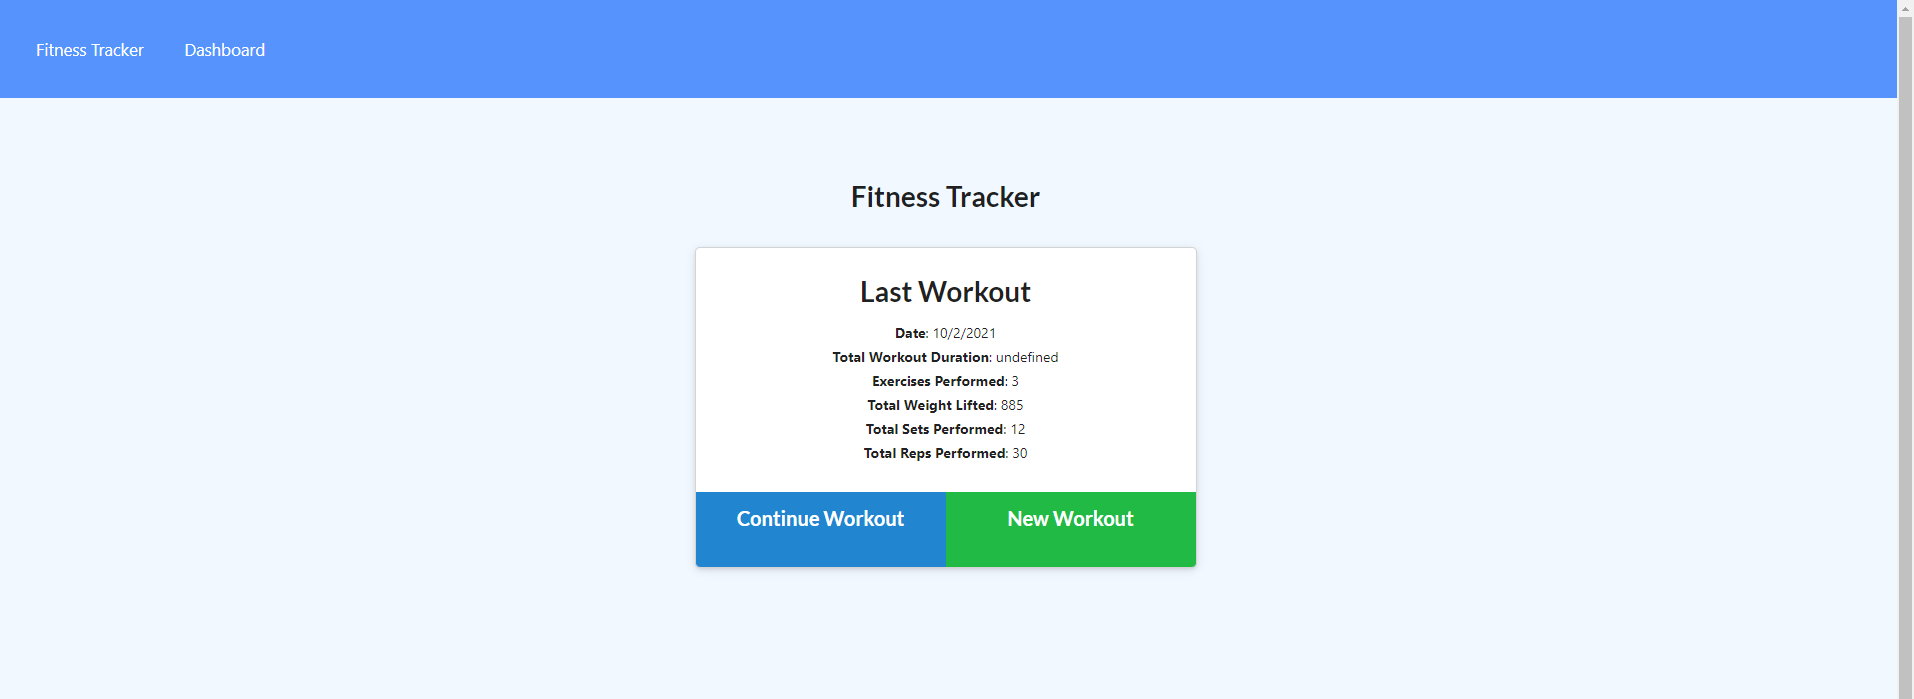 Fitness Tracker Dashboard
Fitness Tracker
Last Workout
Date: 10/2/2021
Total Workout Duration: undefined
Exercises Performed: 3
Total Weight Lifted: 885
Total Sets Performed: 12
Total Reps Performed: 30
Continue Workout New Workout